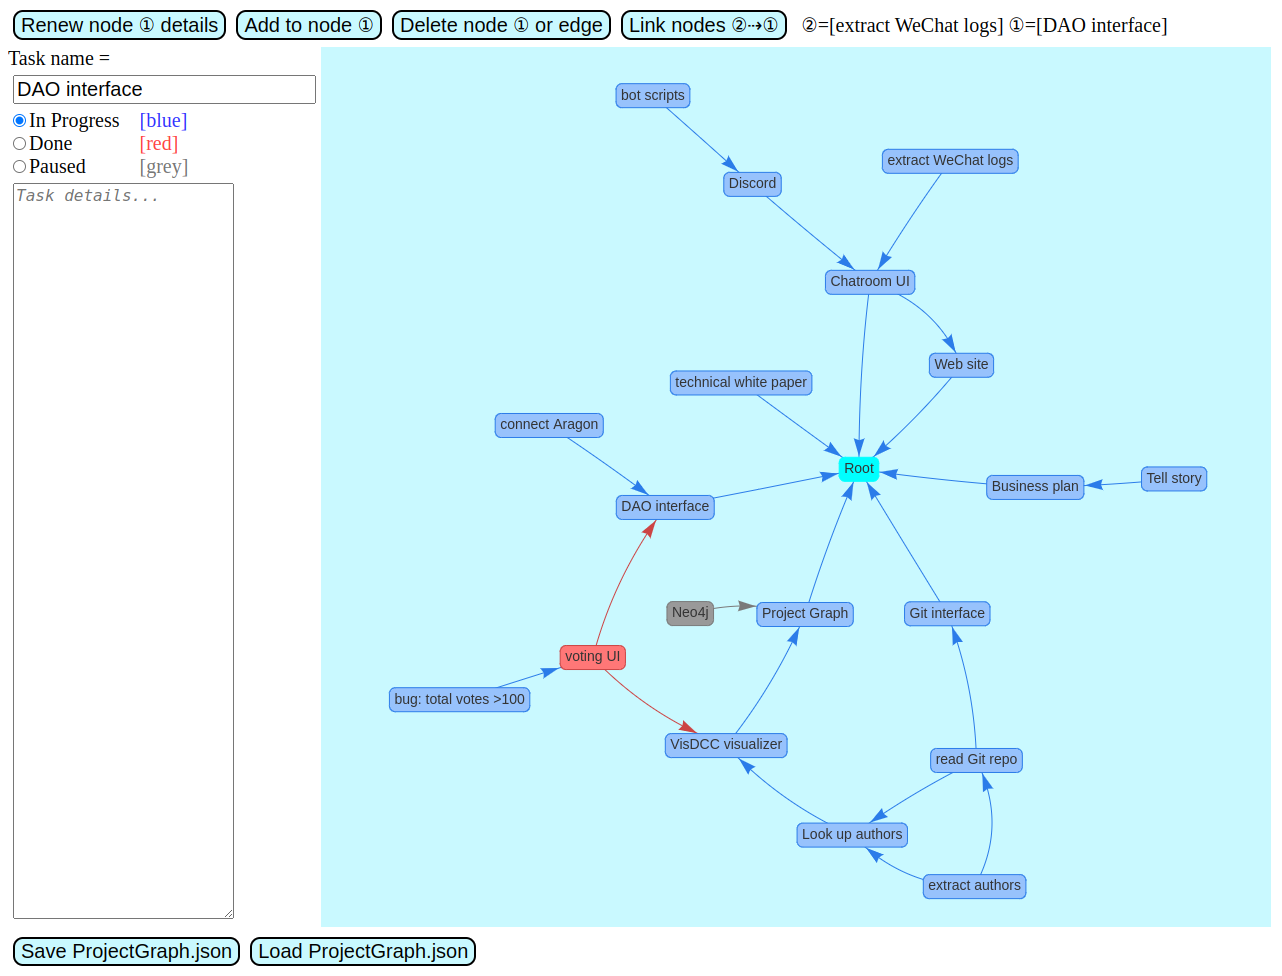 Renew node ① details Add to node ① Delete node ① or edge Link nodes ②⇢① ②=[extract WeChat logs] ①=[DAO interface]
Task name =
DAO interface
In Progress [blue]
Done [red]
Paused [grey]
Task details...
bot scripts
extract WeChat logs
Discord
Chatroom UI
Web site
technical white paper
connect Aragon
Root
Tell story
Business plan
DAO interface
Neo4j
Project Graph
Git interface
voting UI
bug: total votes >100
VisDCC visualizer
read Git repo
Look up authors
extract authors
Save ProjectGraph.json Load ProjectGraph.json